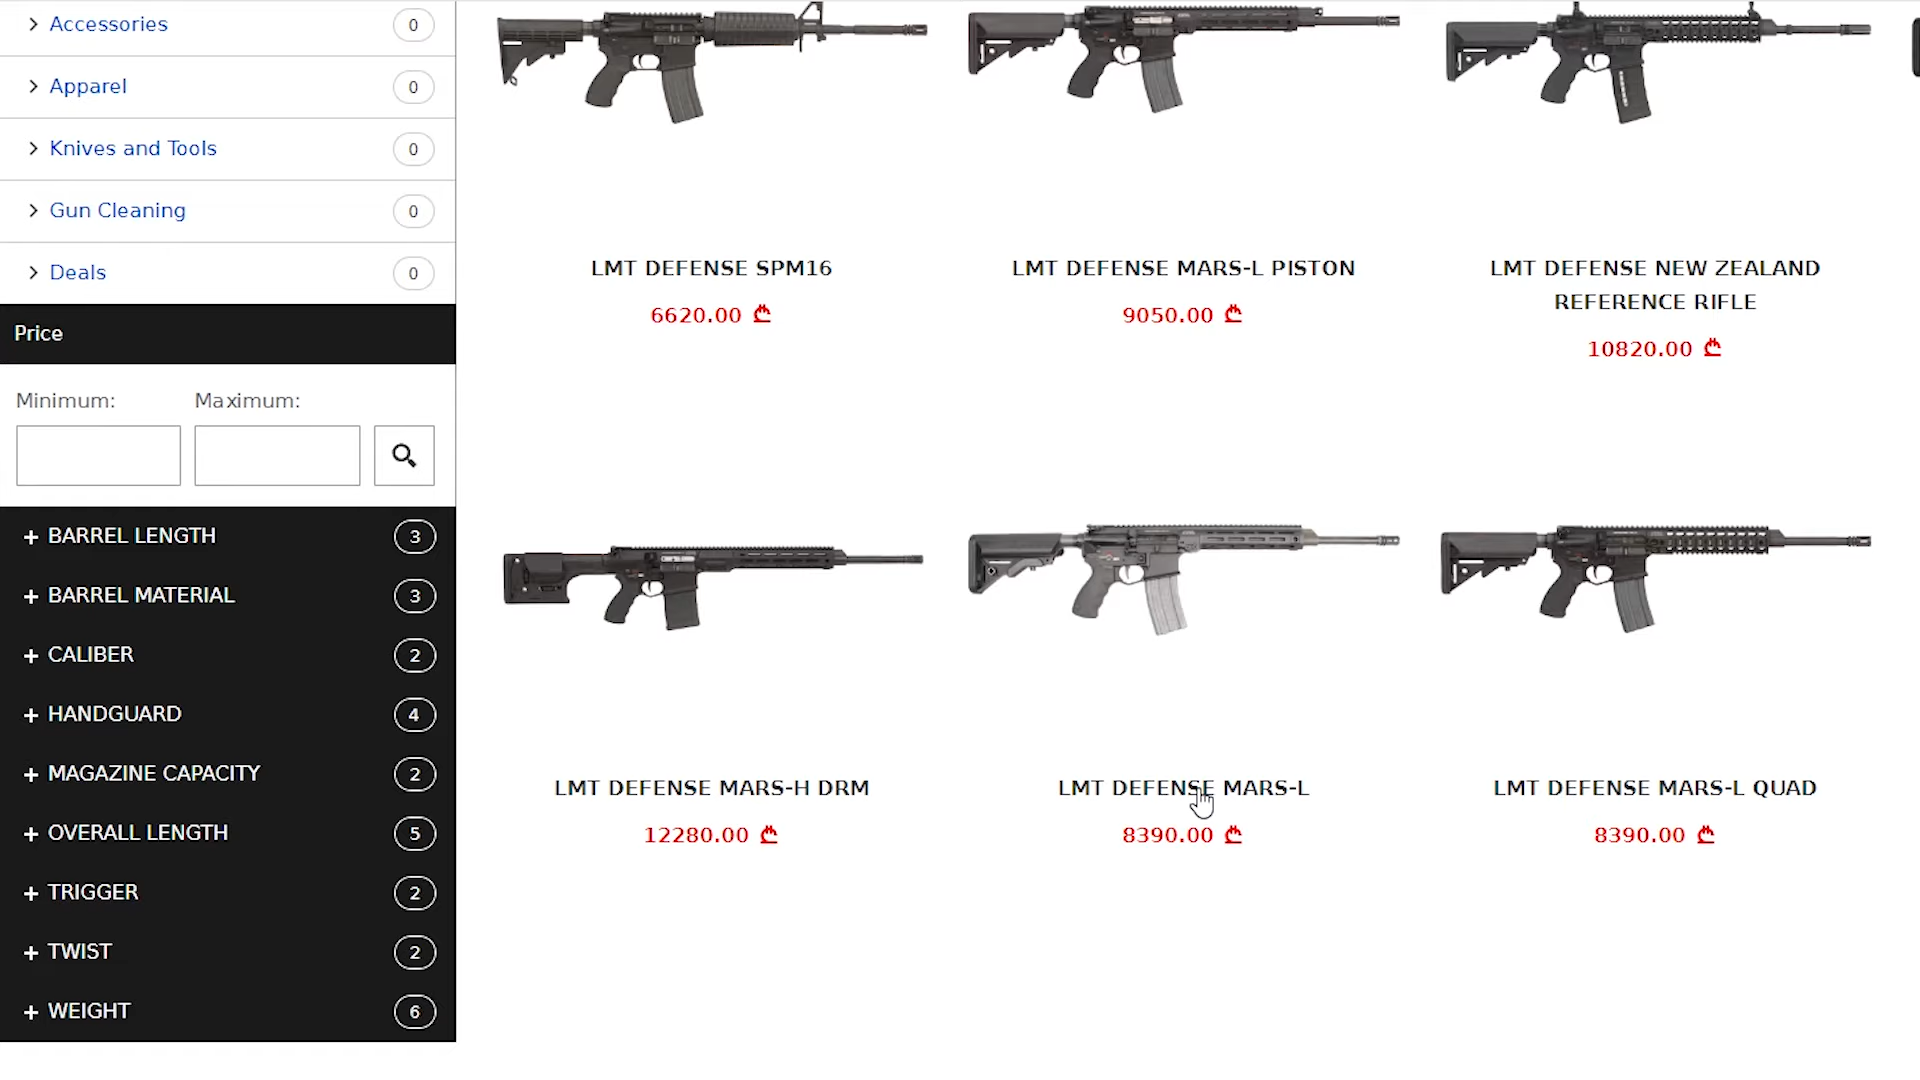 Accessories 0
Apparel 0
Knives and Tools 0
Gun Cleaning 0
Deals 0
Price
Minimum: Maximum:
+ BARREL LENGTH 3
+ BARREL MATERIAL 3
+ CALIBER 2
+ HANDGUARD 4
+ MAGAZINE CAPACITY 2
+ OVERALL LENGTH 5
+ TRIGGER 2
+ TWIST 2
+ WEIGHT 6
LMT DEFENSE SPM16
6620.00 ₾
LMT DEFENSE MARS-L PISTON
9050.00 ₾
LMT DEFENSE NEW ZEALAND
REFERENCE RIFLE
10820.00 ₾
LMT DEFENSE MARS-H DRM
12280.00 ₾
LMT DEFENSE MARS-L
8390.00 ₾
LMT DEFENSE MARS-L QUAD
8390.00 ₾